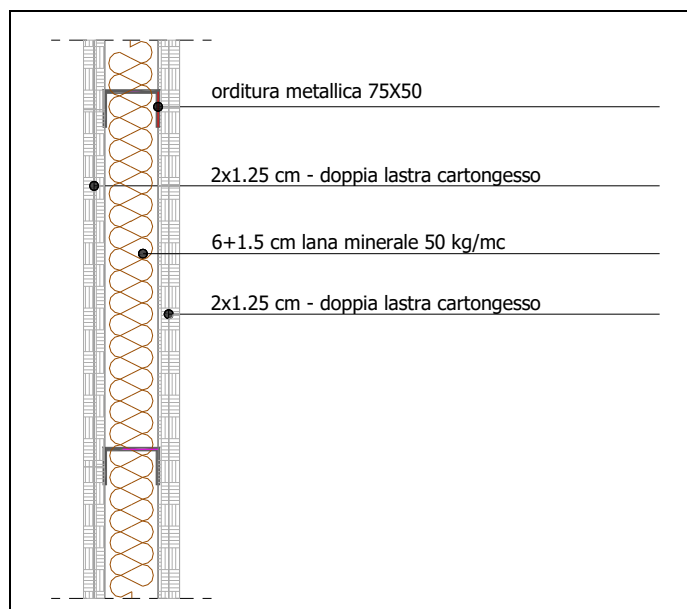 orditura metallica 75X50
2x1.25 cm - doppia lastra cartongesso
6+1.5 cm lana minerale 50 kg/mc
2x1.25 cm - doppia lastra cartongesso